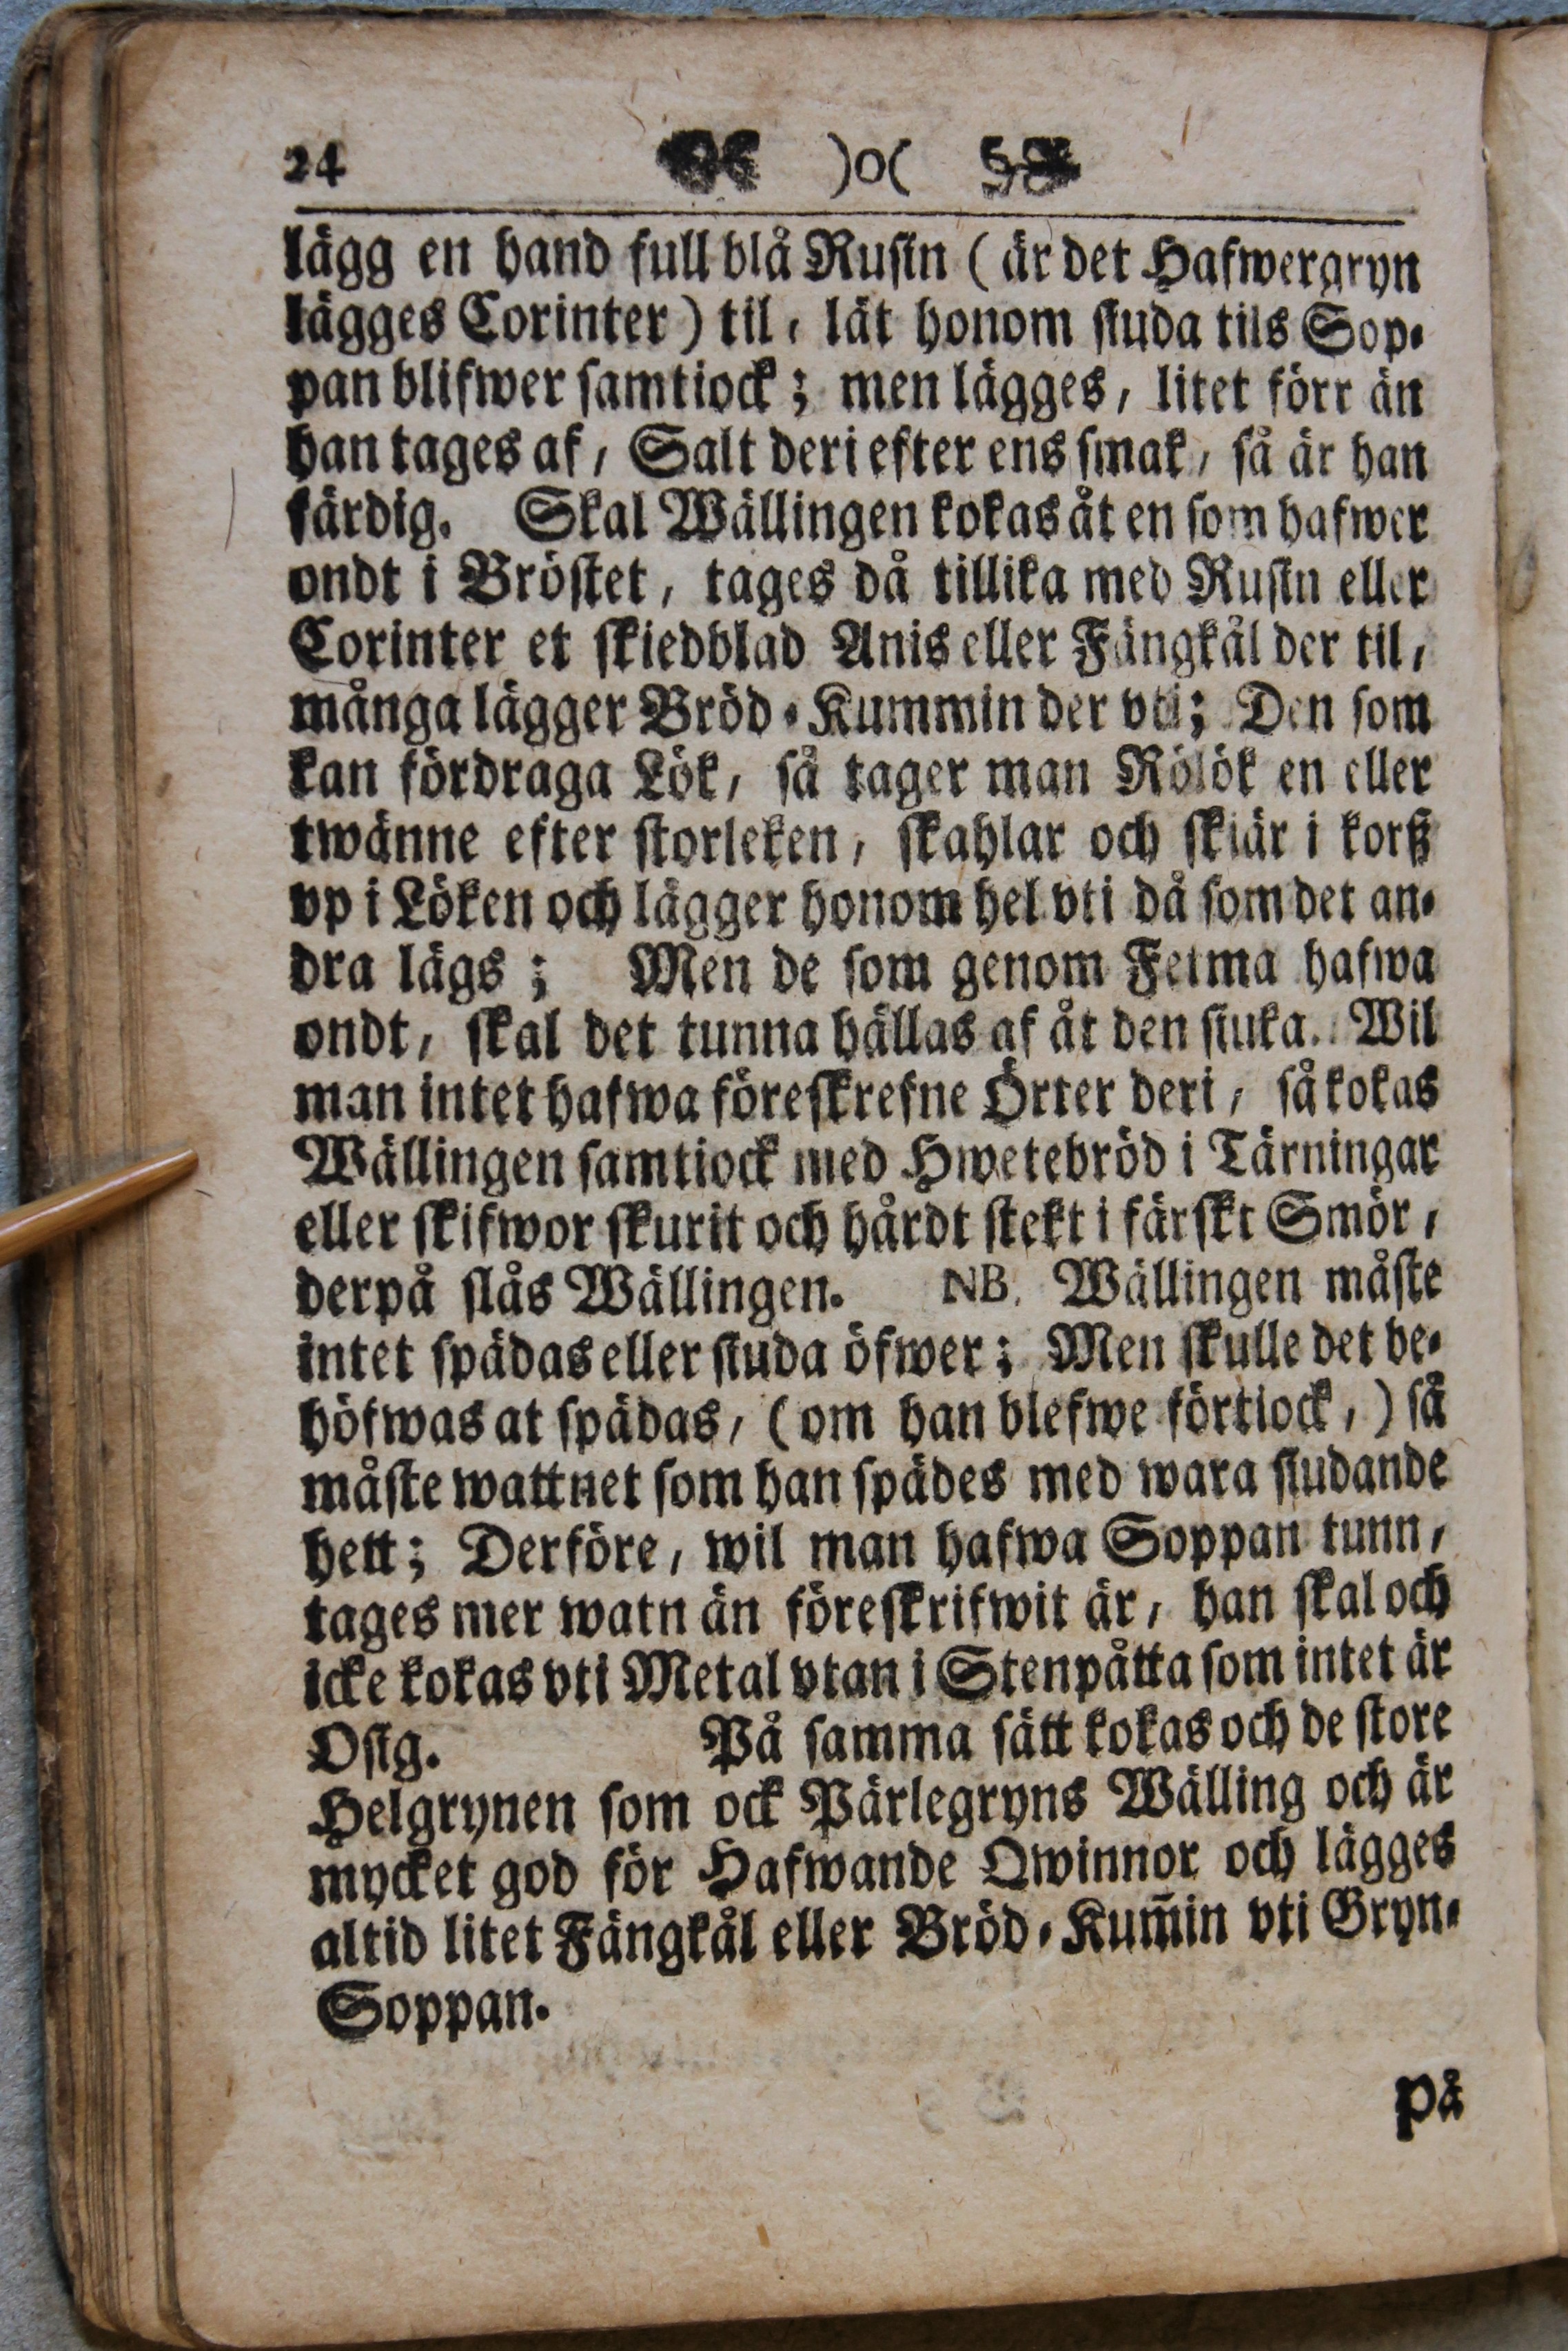 24 )o(
lägg en hand full blå Rusin (är det Hafwergryn
lägges Corinter) til, låt honom siuda tils Sop-
pan blifwer samtiock; men lägges, litet förr än
han tages af, Salt deri efter ens smak, så är han
färdig. Skal Wällingen kokas åt en som hafwer
ondt i Bröstet, tages då tillika med Rusin eller
Corinter et skiedblad Anis eller Fängkål der til,
många lägger Bröd-Kummin der vti; Den som
kan fördraga Lök, så tager man Rölök en eller
twänne efter storleken, skahlar och skiär i korß
vp i Löken och lägger honom hel vti då som det an-
dra lägs; Men de som genom Fetma hafwa
ondt, skal det tunna hällas af åt den siuka. Wil
man intet hafwa föreskrefne Örter deri, så kokas
Wällingen samtiock med Hwetebröd i Tärningar
eller skifwor skurit och hårdt stekt i färskt Smör,
derpå slås Wällingen. NB. Wällingen måste
intet spädas eller siuda öfwer; Men skulle det be-
höfwas at spädas, (om han blefwe förtiock,) så
måste wattnet som han spädes med wara siudande
hett; Derföre, wil man hafwa Soppan tunn,
tages mer watn än föreskrifwit är, han skal och
icke kokas vti Metal vtan i Stenpåtta som intet är
Osig. På samma sätt kokas och de store
Helgrynen som ock Pärlegryns Wälling och är
mycket god för Hafwande Qwinnor och lägges
altid litet Fängkål eller Bröd-Kum̅in vti Gryn-
Soppan.
På